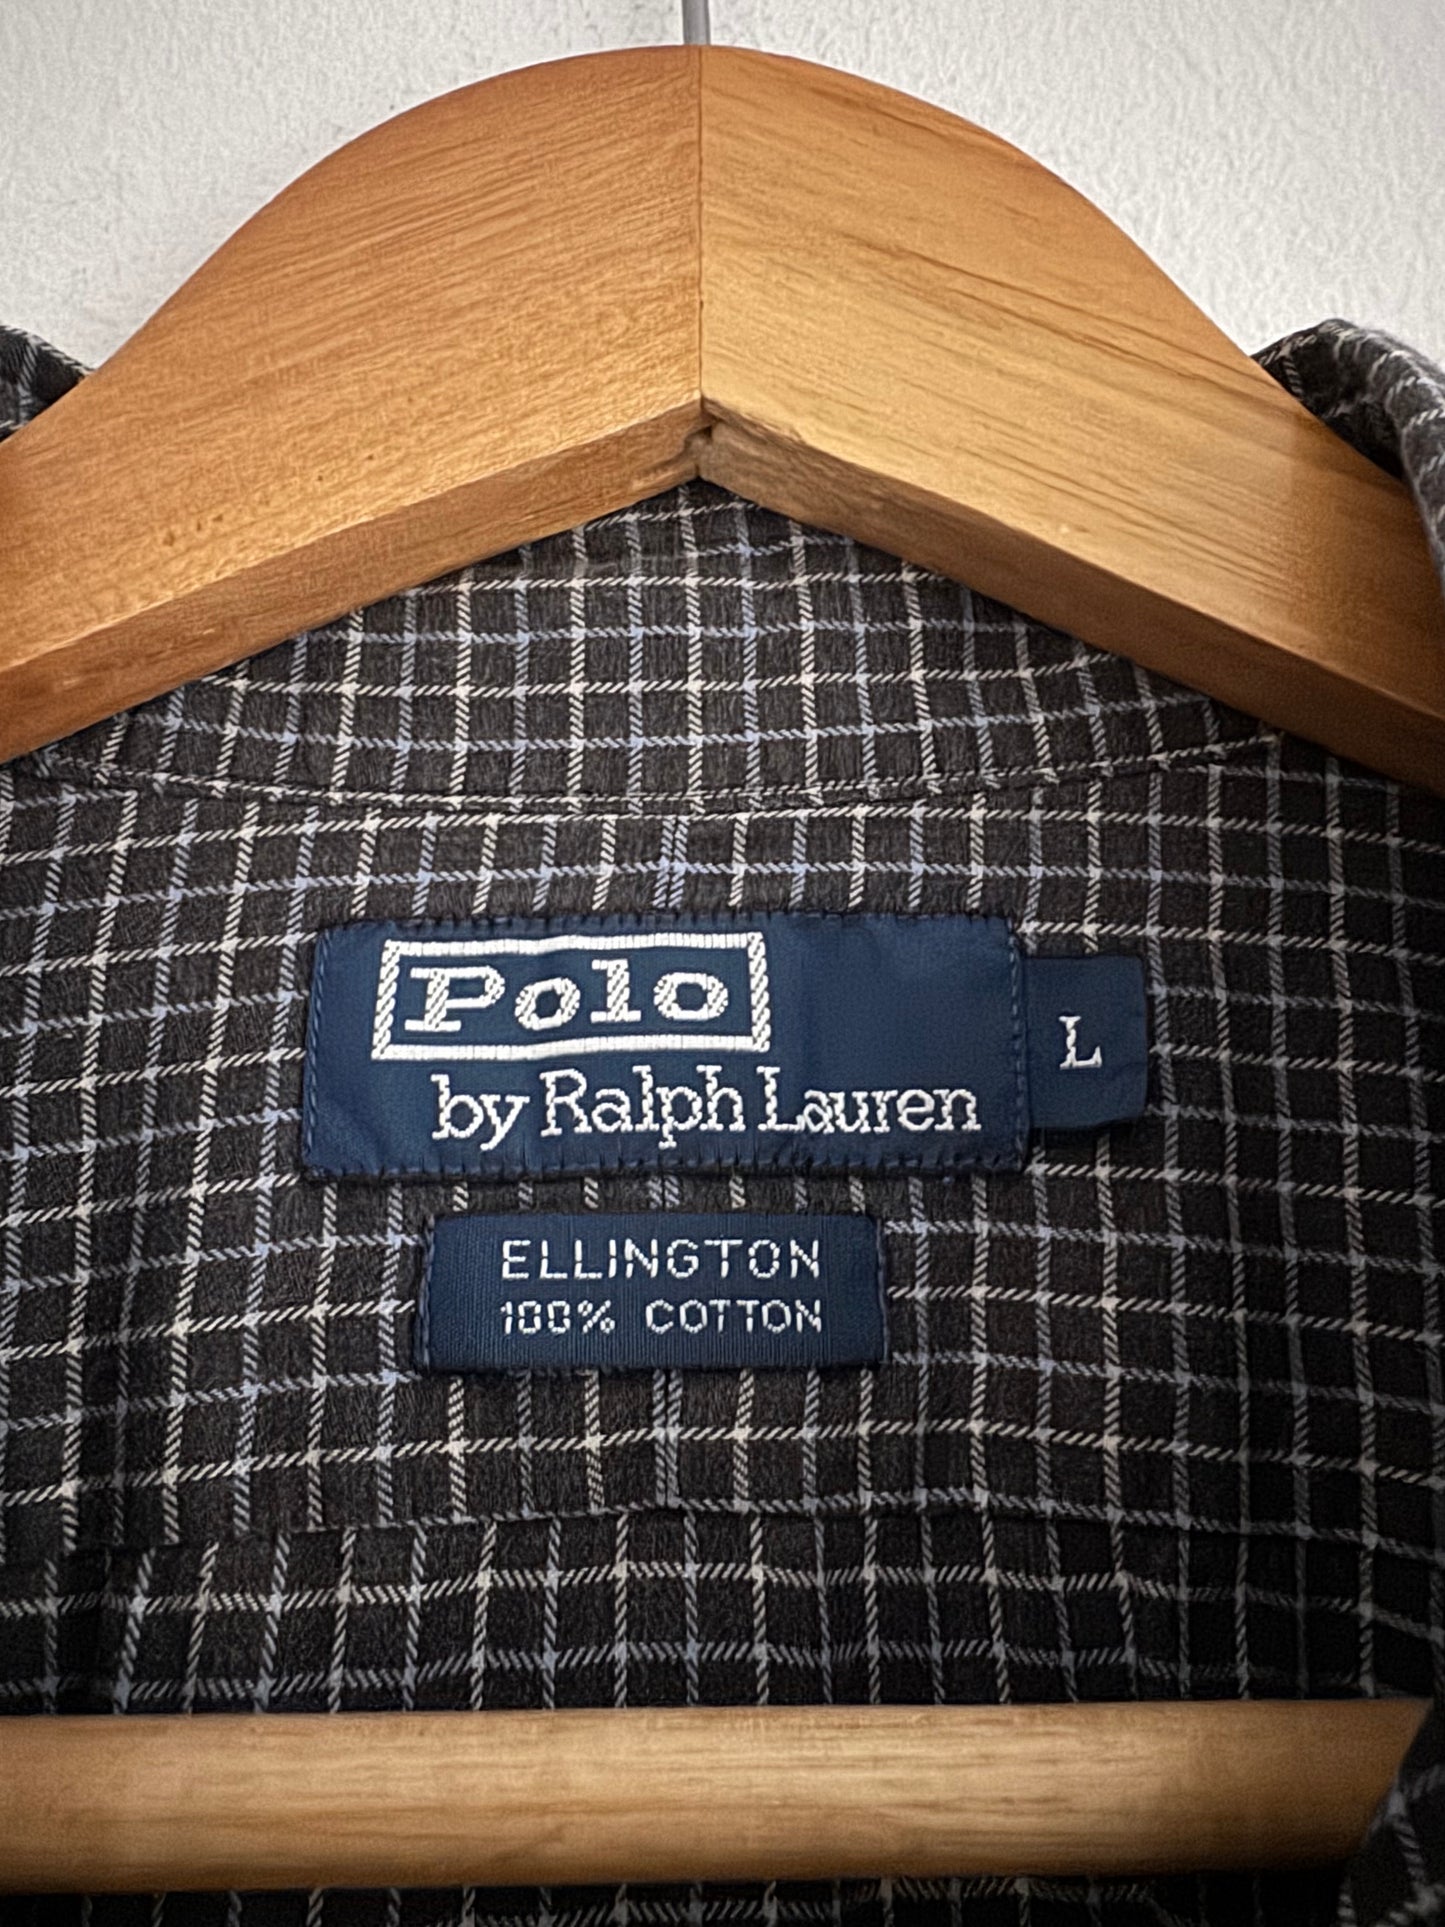 Polo
by Ralph Lauren
L
ELLINGTON
100% COTTON